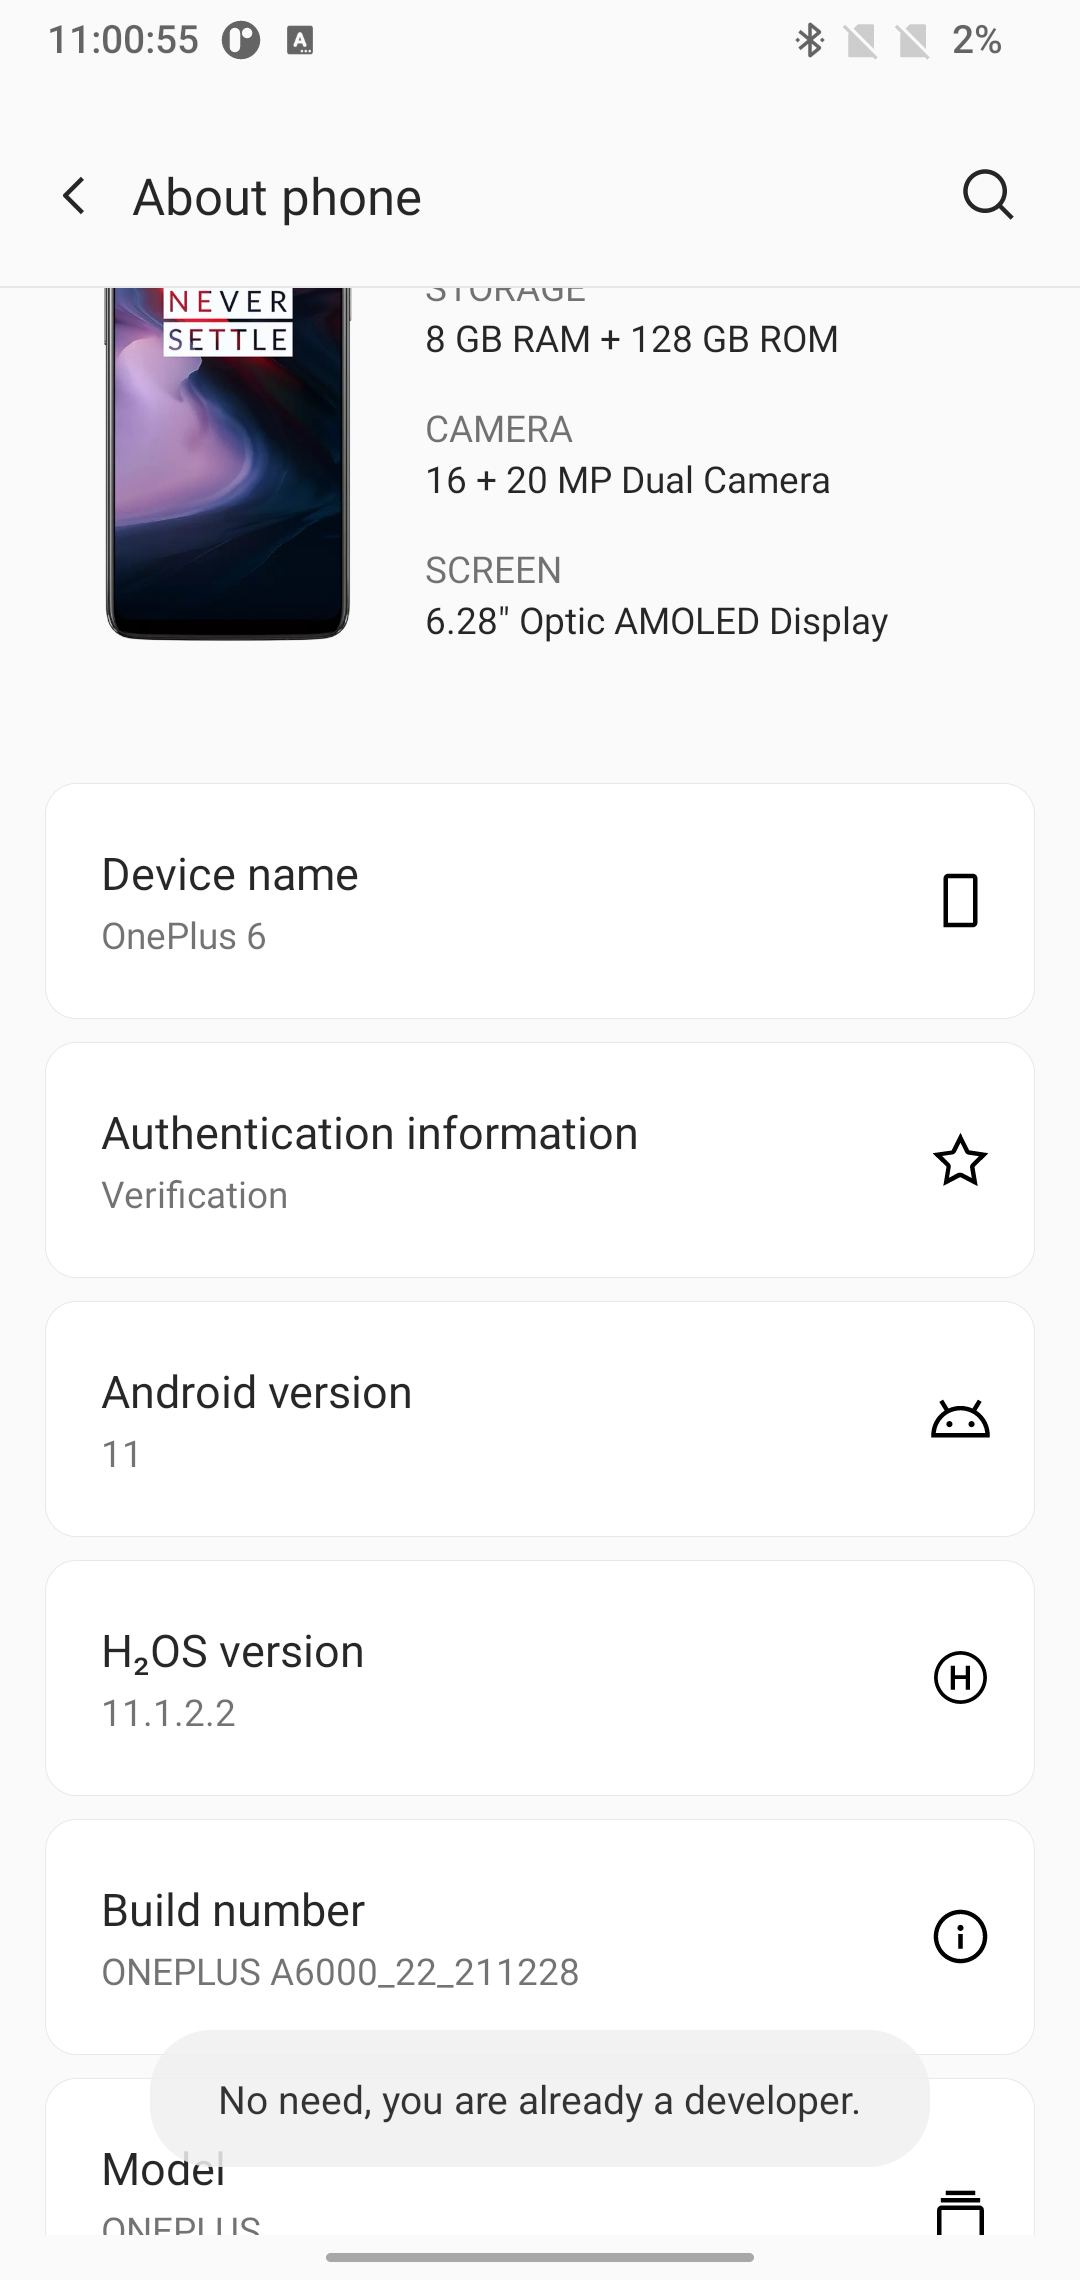 11:00:55
2%
About phone
NEVER
SETTLE
STORAGE
8 GB RAM + 128 GB ROM
CAMERA
16 + 20 MP Dual Camera
SCREEN
6.28" Optic AMOLED Display
Device name
OnePlus 6
Authentication information
Verification
Android version
11
H₂OS version
11.1.2.2
Build number
ONEPLUS A6000_22_211228
No need, you are already a developer.
Model
ONEPLUS